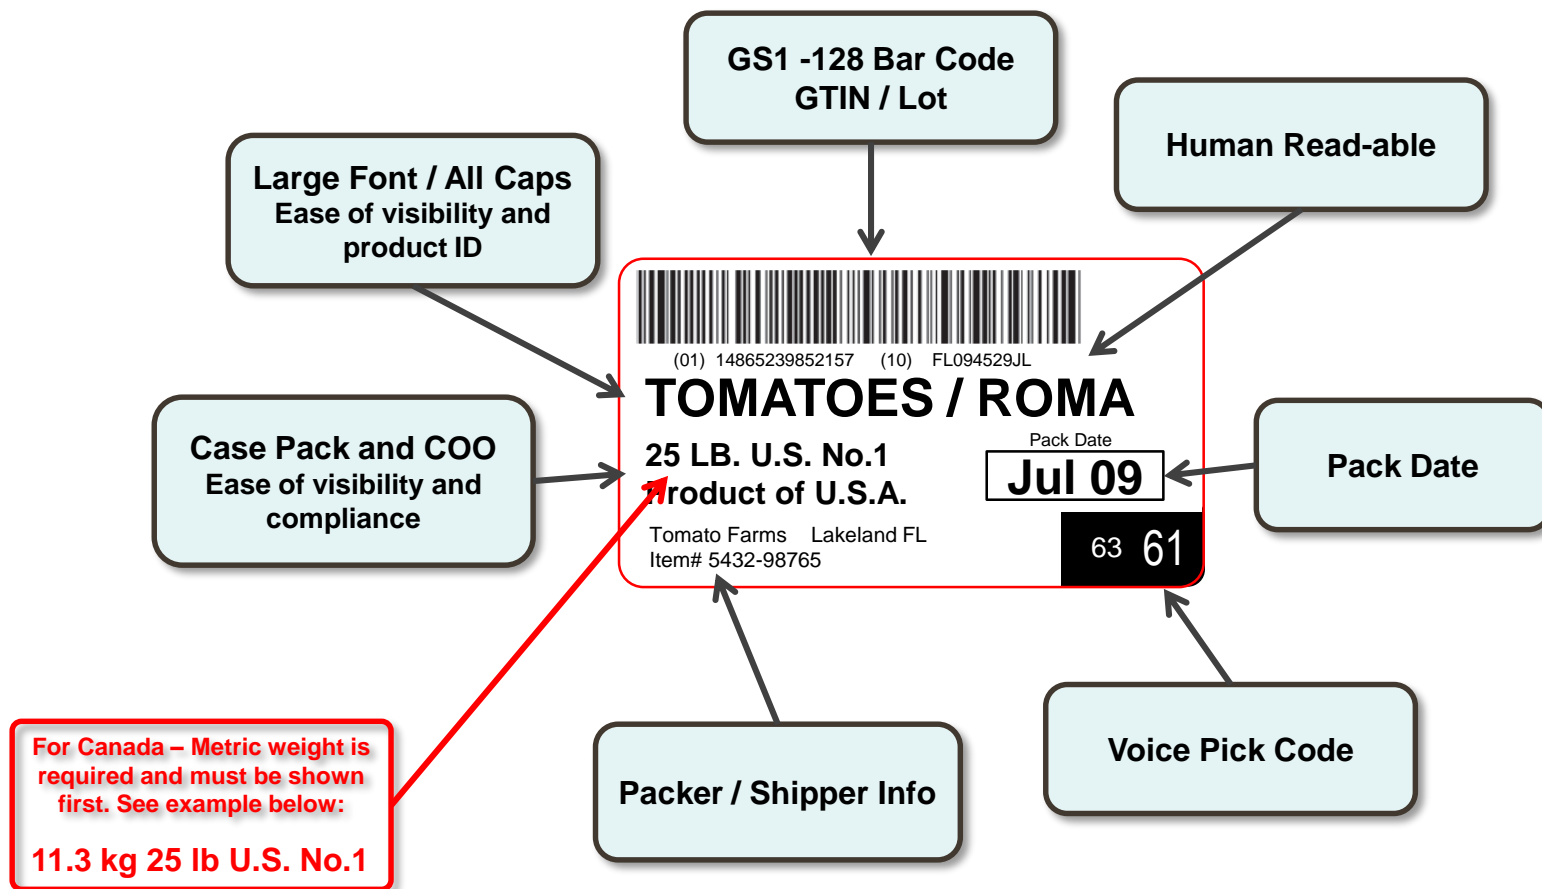 GS1 -128 Bar Code
GTIN / Lot
Human Read-able
Large Font / All Caps
Ease of visibility and
product ID
(01) 14865239852157 (10) FL094529JL
TOMATOES / ROMA
Case Pack and COO
Ease of visibility and
compliance
25 LB. U.S. No.1
Product of U.S.A.
Pack Date
Jul 09
Pack Date
Tomato Farms Lakeland FL
Item# 5432-98765
63 61
For Canada – Metric weight is
required and must be shown
first. See example below:
11.3 kg 25 lb U.S. No.1
Packer / Shipper Info
Voice Pick Code